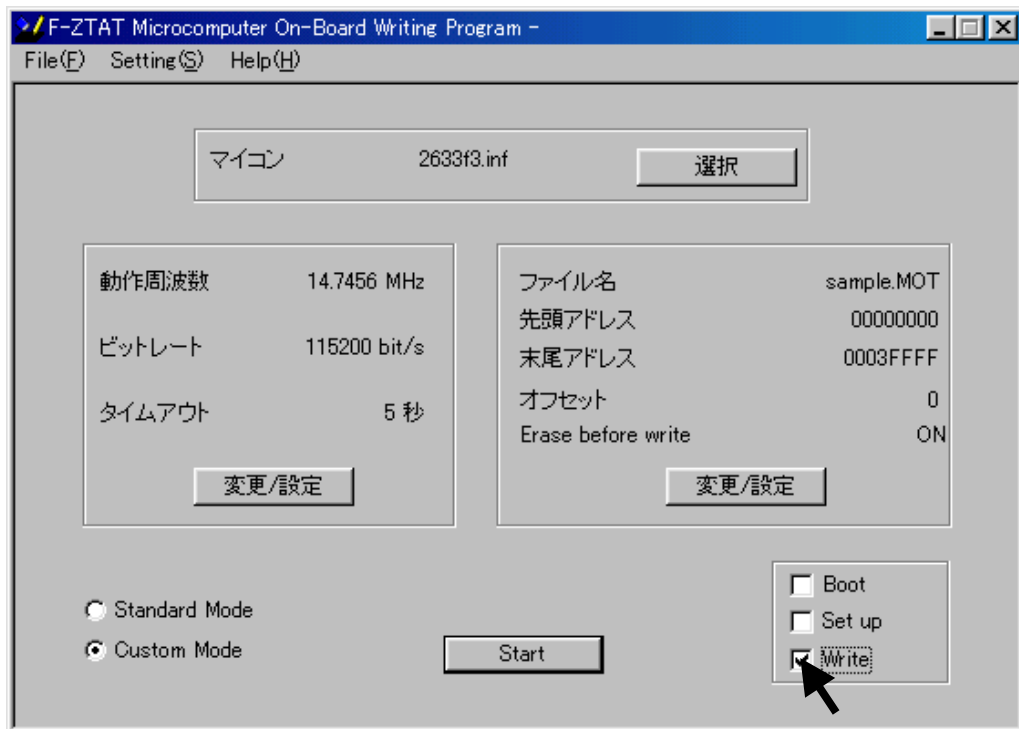 F-ZTAT Microcomputer On-Board Writing Program -
File(F) Setting(S) Help(H)
マイコン 2633f3.inf 選択
動作周波数 14.7456 MHz
ビットレート 115200 bit/s
タイムアウト 5 秒
変更/設定
ファイル名 sample.MOT
先頭アドレス 00000000
末尾アドレス 0003FFFF
オフセット 0
Erase before write ON
変更/設定
Standard Mode
Custom Mode
Start
Boot
Set up
Write